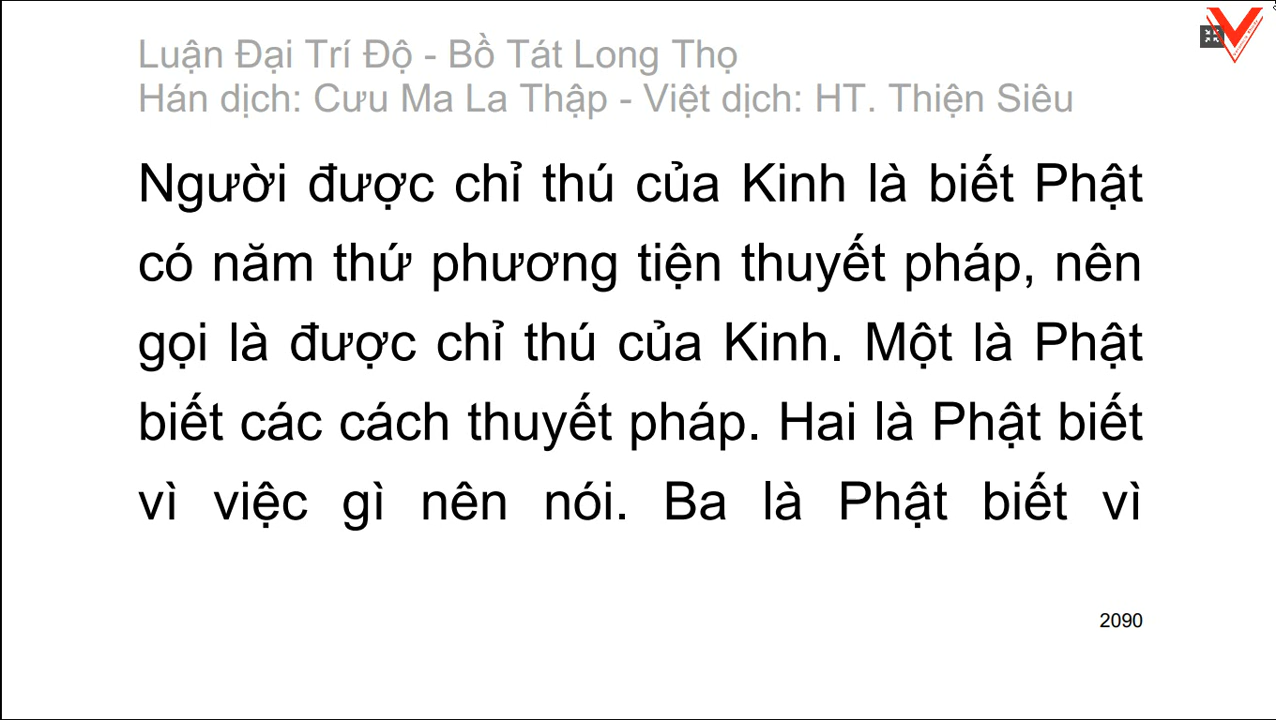 Luận Đại Trí Độ - Bồ Tát Long Thọ
Hán dịch: Cưu Ma La Thập - Việt dịch: HT. Thiện Siêu
Người được chỉ thú của Kinh là biết Phật
có năm thứ phương tiện thuyết pháp, nên
gọi là được chỉ thú của Kinh. Một là Phật
biết các cách thuyết pháp. Hai là Phật biết
vì việc gì nên nói. Ba là Phật biết vì
2090